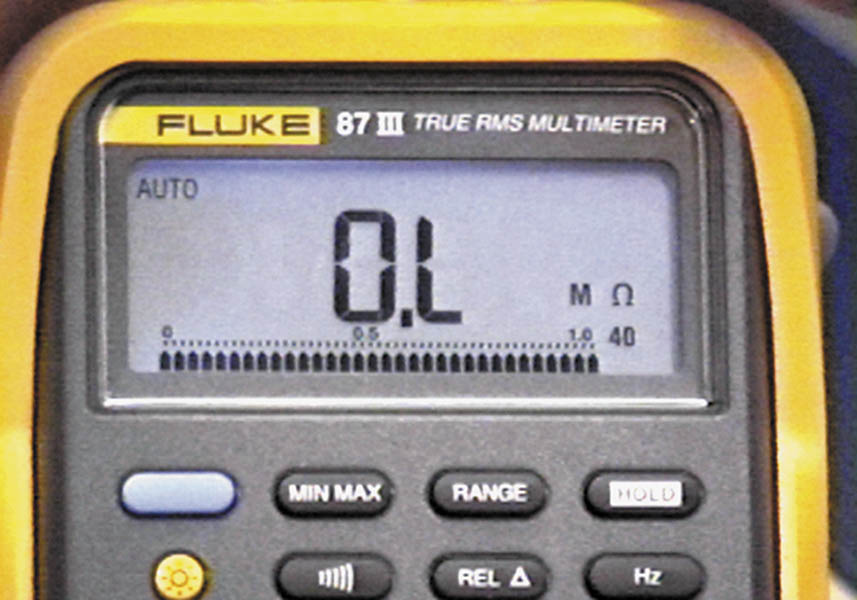 FLUKE 87 III TRUE RMS MULTIMETER
AUTO
0.L
M Ω
0 0.5 1.0 40
MIN MAX RANGE HOLD
REL Δ Hz